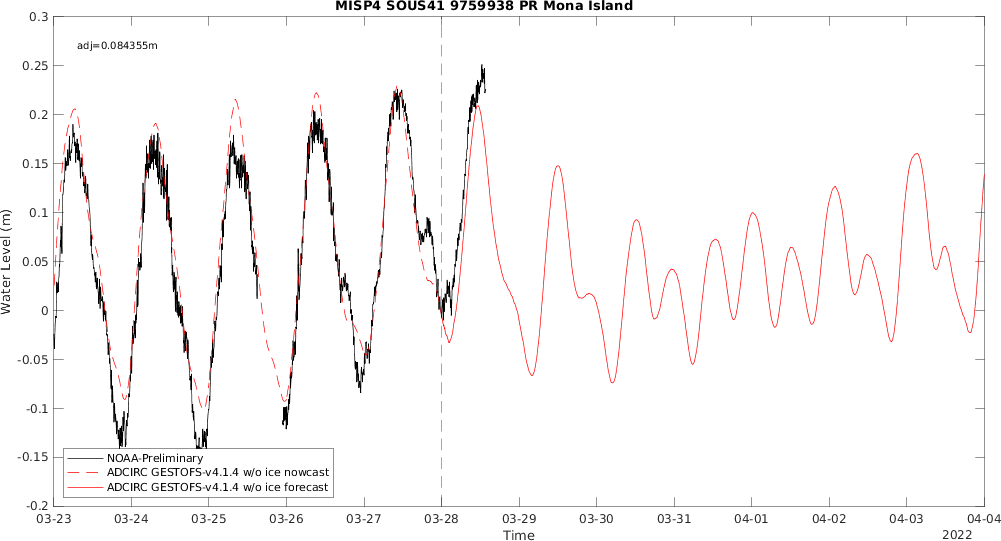 MISP4 SOUS41 9759938 PR Mona Island
adj=0.084355m
0.3
0.25
0.2
0.15
0.1
0.05
0
-0.05
-0.1
-0.15
-0.2
Water Level (m)
NOAA-Preliminary
ADCIRC GESTOFS-v4.1.4 w/o ice nowcast
ADCIRC GESTOFS-v4.1.4 w/o ice forecast
03-23 03-24 03-25 03-26 03-27 03-28 03-29 03-30 03-31 04-01 04-02 04-03 04-04
Time
2022